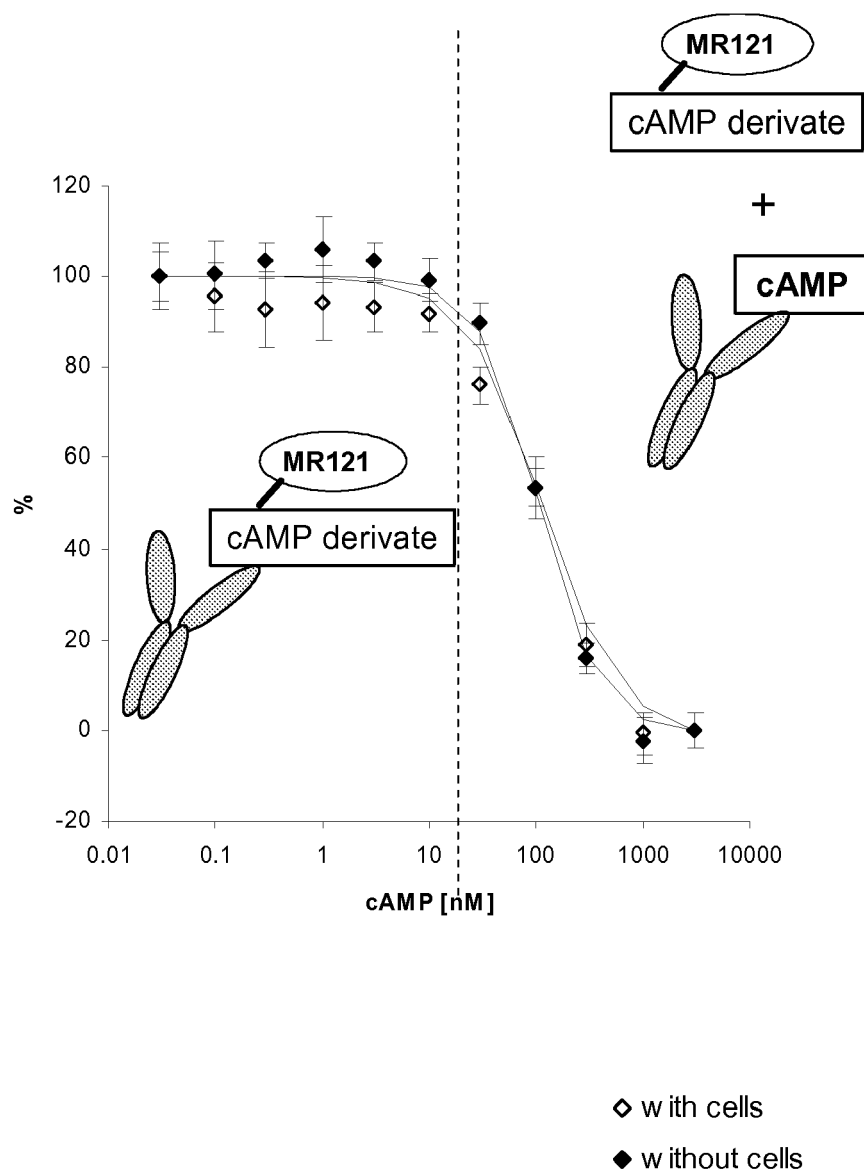 MR121
cAMP derivate
+
cAMP
120
100
80
60
40
20
0
-20
%
MR121
cAMP derivate
0.01 0.1 1 10 100 1000 10000
cAMP [nM]
with cells
without cells